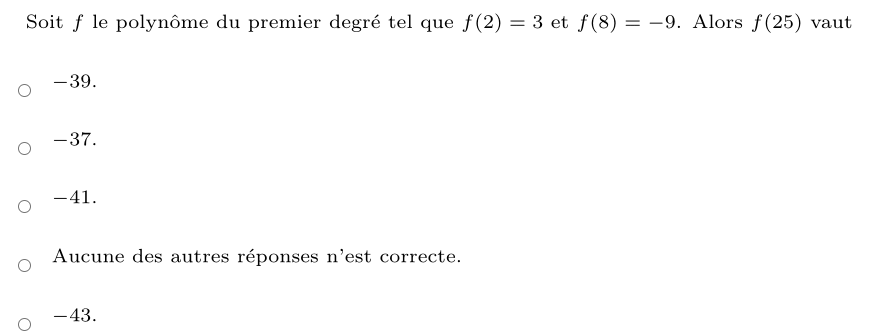 Soit f le polynôme du premier degré tel que f(2) = 3 et f(8) = −9. Alors f(25) vaut
−39.
−37.
−41.
Aucune des autres réponses n'est correcte.
−43.